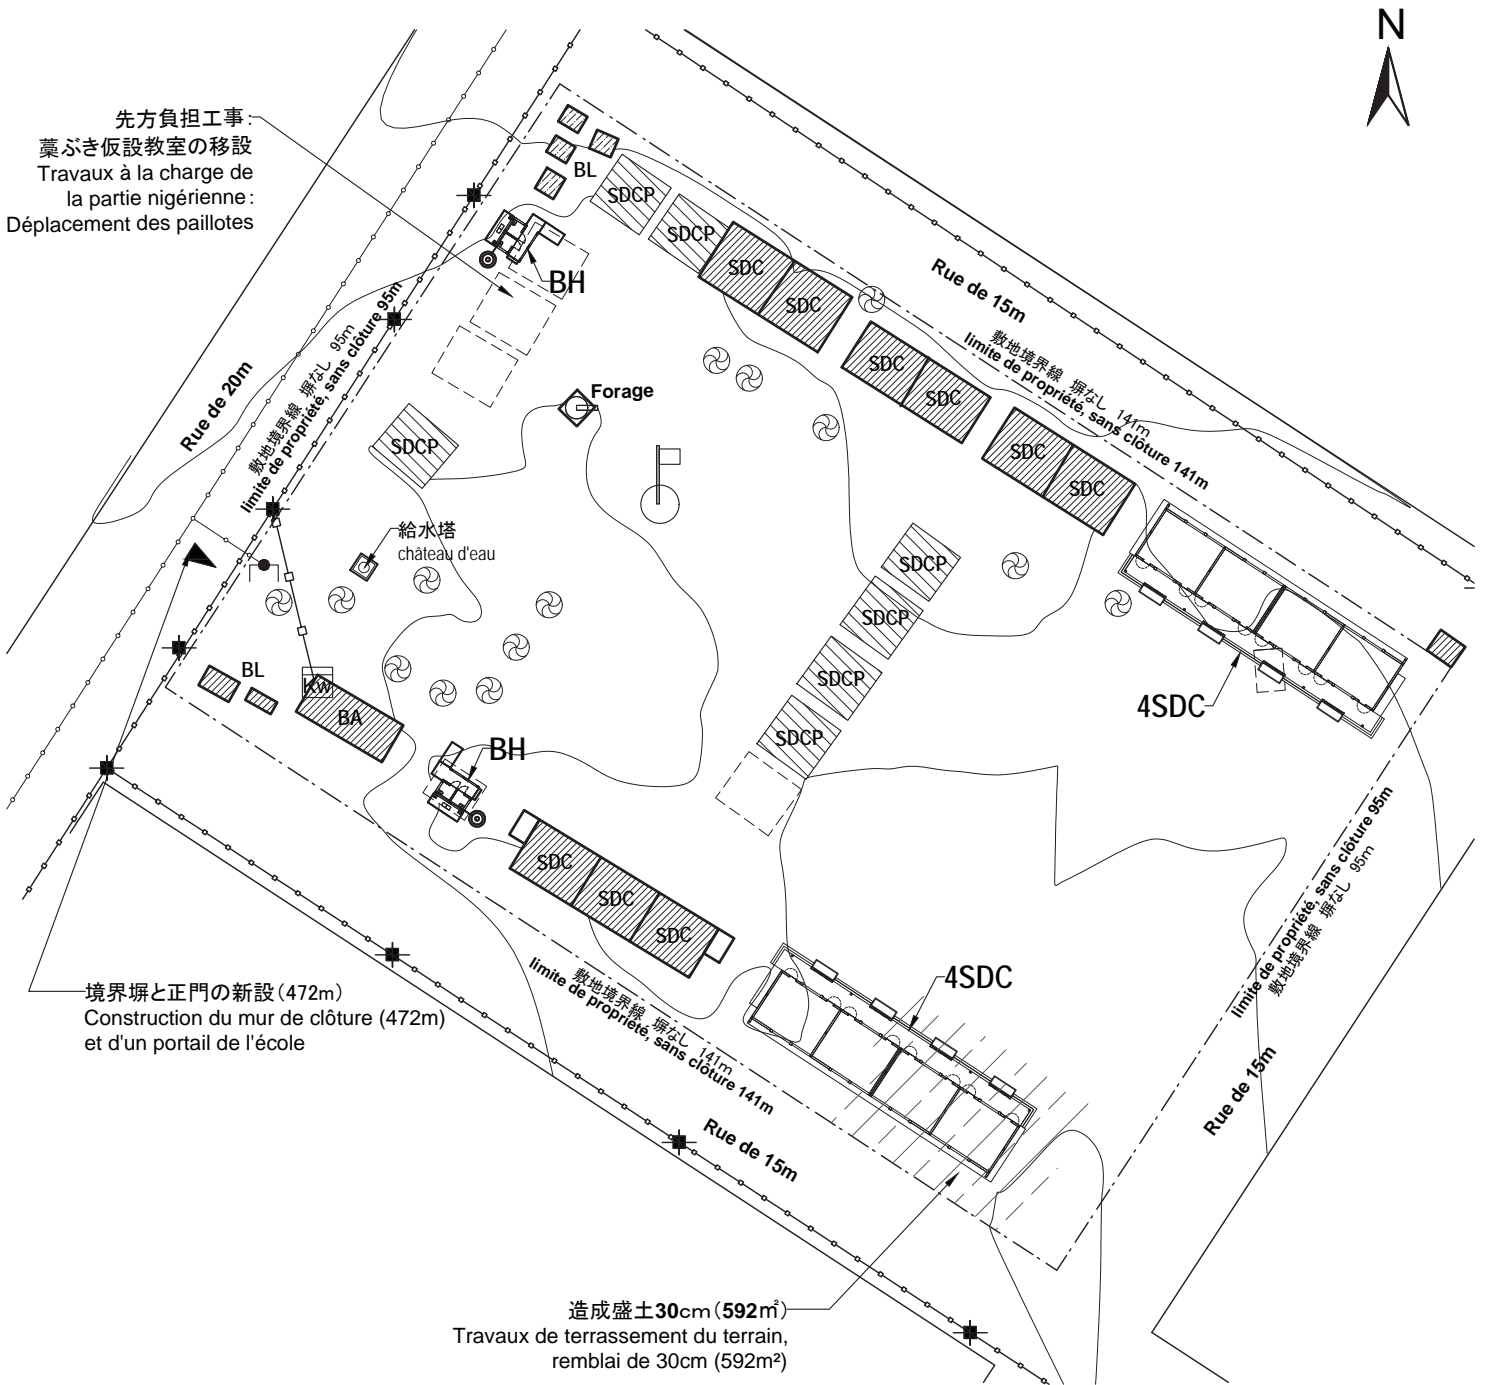 N
先方負担工事:
藁ぶき仮設教室の移設
Travaux à la charge de
la partie nigérienne:
Déplacement des paillotes
BL
SDCP
SDCP
BH
SDC
SDC
Rue de 15m
敷地境界線 塀なし 141m
limite de propriété, sans clôture 141m
SDC
SDC
SDC
SDC
Rue de 20m
敷地境界線 塀なし 95m
limite de propriété, sans clôture 95m
Forage
SDCP
給水塔
château d'eau
SDCP
SDCP
SDCP
SDCP
4SDC
BL
KW
BA
BH
SDC
SDC
SDC
limite de propriété, sans clôture 95m
敷地境界線 塀なし 95m
Rue de 15m
境界塀と正門の新設(472m)
Construction du mur de clôture (472m)
et d'un portail de l'école
敷地境界線 塀なし 141m
limite de propriété, sans clôture 141m
4SDC
Rue de 15m
造成盛土30cm(592㎡)
Travaux de terrassement du terrain,
remblai de 30cm (592m²)